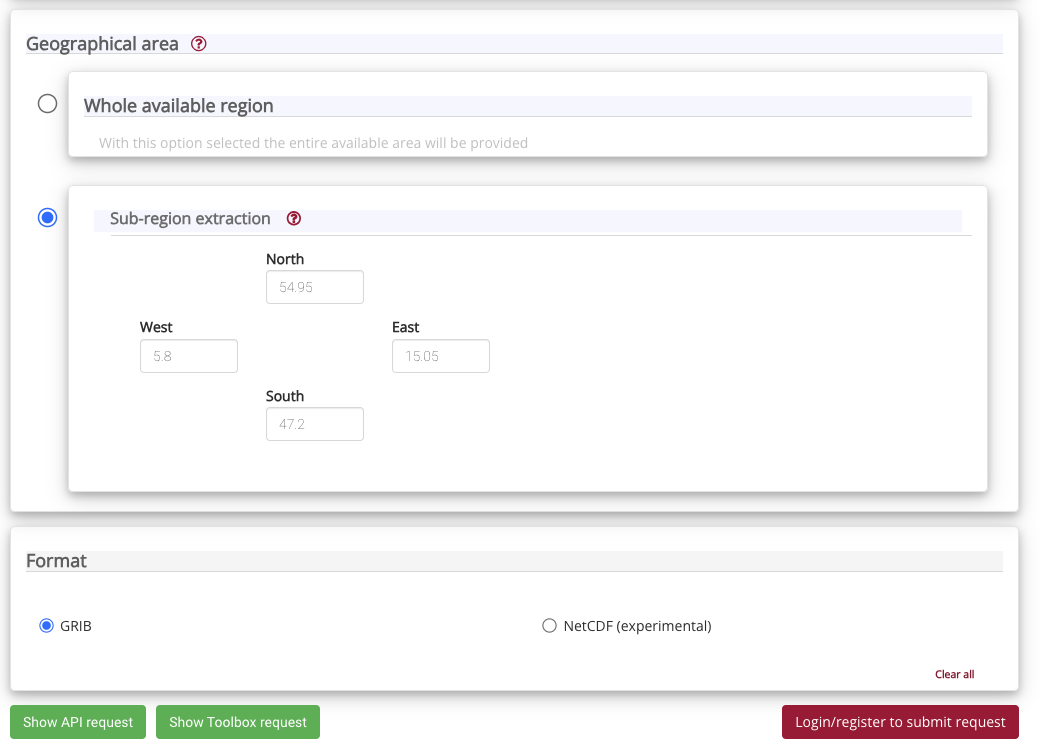 Geographical area ?
Whole available region
With this option selected the entire available area will be provided
Sub-region extraction ?
North
54.95
West East
5.8 15.05
South
47.2
Format
GRIB NetCDF (experimental)
Clear all
Show API request Show Toolbox request Login/register to submit request